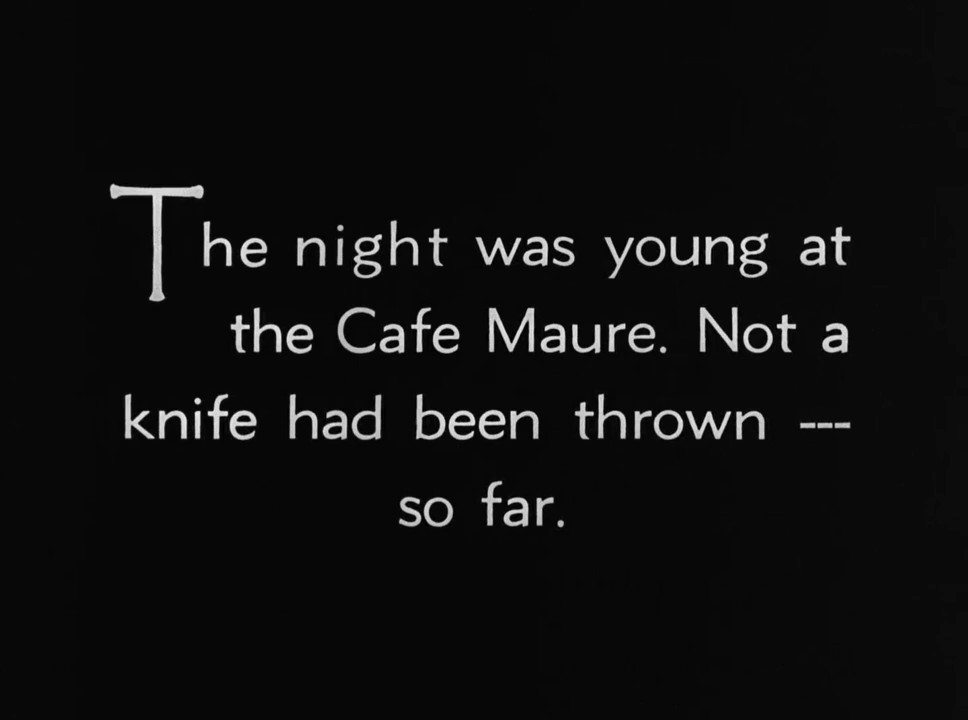 The night was young at
the Cafe Maure. Not a
knife had been thrown ---
so far.